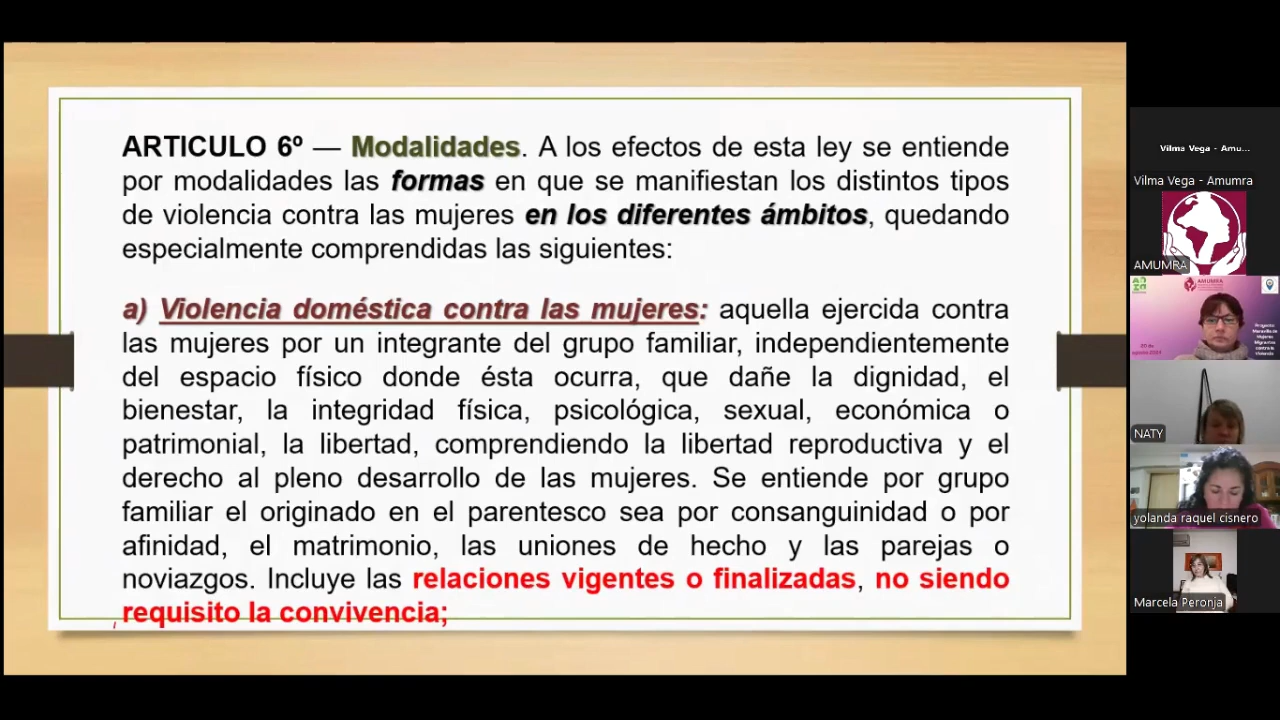 ARTICULO 6º — Modalidades. A los efectos de esta ley se entiende
por modalidades las formas en que se manifiestan los distintos tipos
de violencia contra las mujeres en los diferentes ámbitos, quedando
especialmente comprendidas las siguientes:
a) Violencia doméstica contra las mujeres: aquella ejercida contra
las mujeres por un integrante del grupo familiar, independientemente
del espacio físico donde ésta ocurra, que dañe la dignidad, el
bienestar, la integridad física, psicológica, sexual, económica o
patrimonial, la libertad, comprendiendo la libertad reproductiva y el
derecho al pleno desarrollo de las mujeres. Se entiende por grupo
familiar el originado en el parentesco sea por consanguinidad o por
afinidad, el matrimonio, las uniones de hecho y las parejas o
noviazgos. Incluye las relaciones vigentes o finalizadas, no siendo
requisito la convivencia;
Vilma Vega - Amu...
Vilma Vega - Amumra
AMUMRA
AMUMRA
NATY
yolanda raquel cisnero
Marcela Peronja